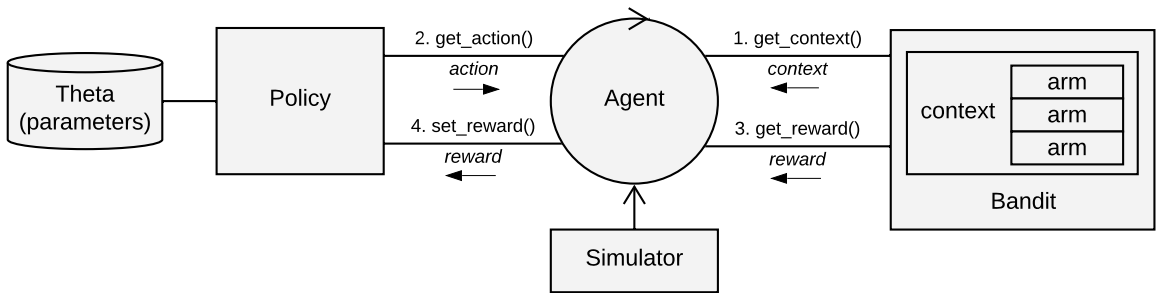 Theta
(parameters)
Policy
2. get_action()
action
4. set_reward()
reward
Agent
1. get_context()
context
3. get_reward()
reward
context
arm
arm
arm
Bandit
Simulator